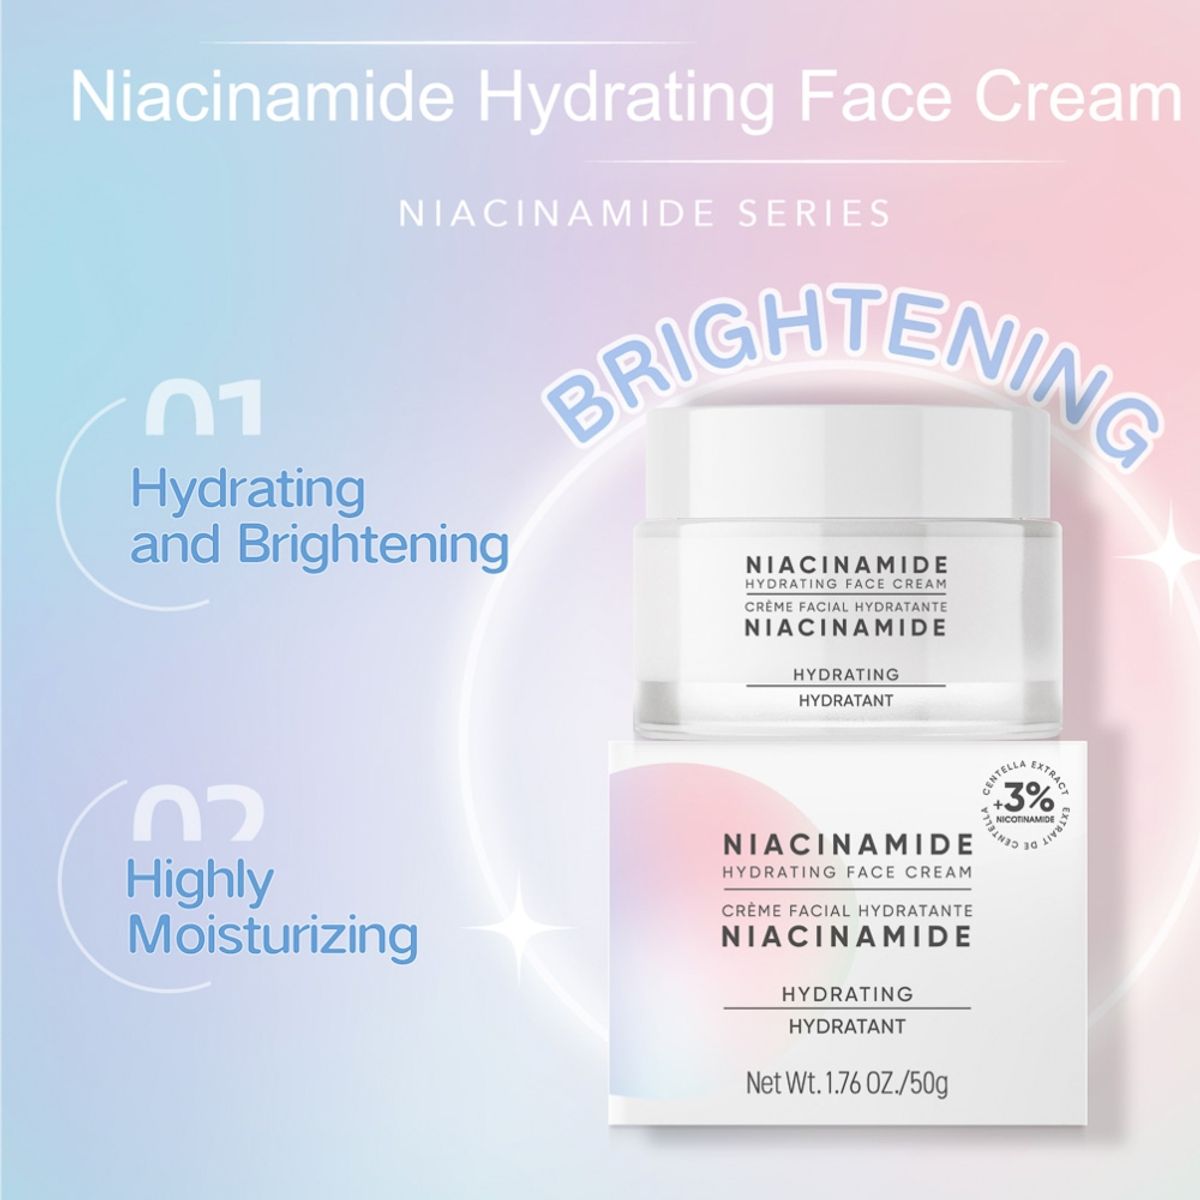 Niacinamide Hydrating Face Cream
NIACINAMIDE SERIES
BRIGHTENING
01
Hydrating
and Brightening
02
Highly
Moisturizing
NIACINAMIDE
HYDRATING FACE CREAM
CRÈME FACIAL HYDRATANTE
NIACINAMIDE
HYDRATING
HYDRATANT
CENTELLA EXTRACT
+3%
NICOTINAMIDE
EXTRAIT DE CENTELLA
NIACINAMIDE
HYDRATING FACE CREAM
CRÈME FACIAL HYDRATANTE
NIACINAMIDE
HYDRATING
HYDRATANT
Net Wt. 1.76 OZ./50g